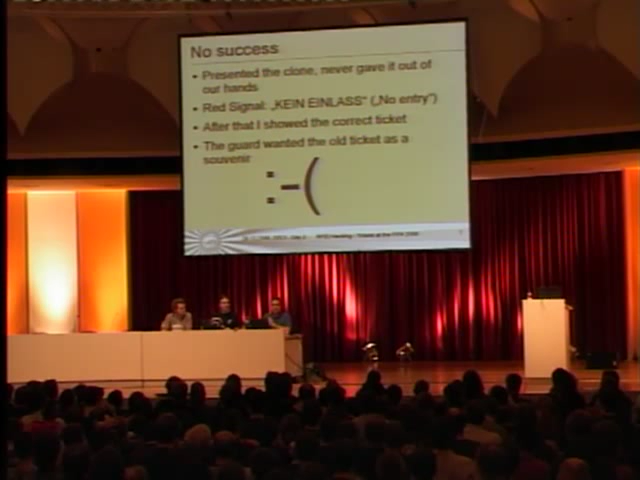 No success
• Presented the clone, never gave it out of
our hands
• Red Signal: „KEIN EINLASS“ („No entry“)
• After that I showed the correct ticket
• The guard wanted the old ticket as a
souvenir
:-(